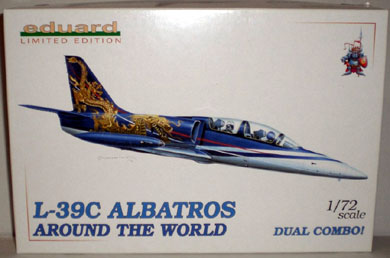 eduard
LIMITED EDITION
L-39C ALBATROS
AROUND THE WORLD
1/72
scale
DUAL COMBO!